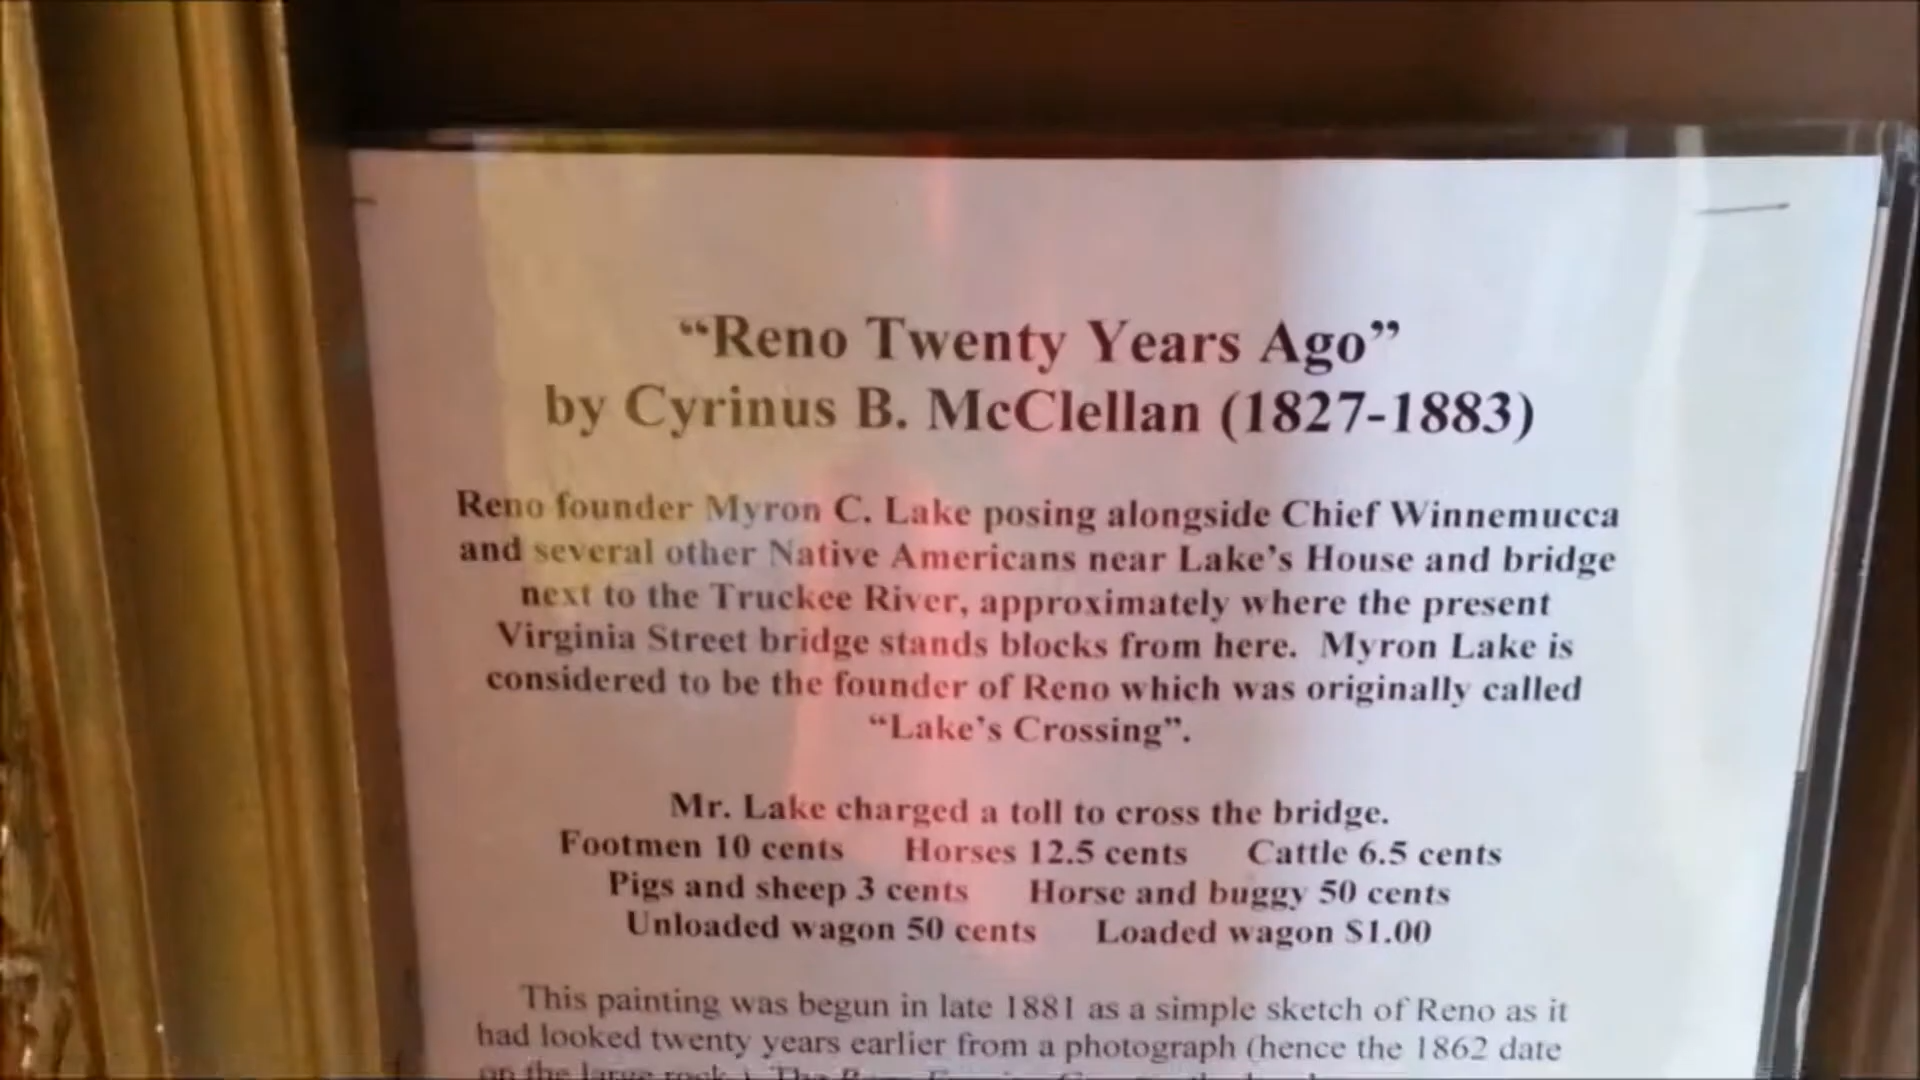 “Reno Twenty Years Ago”
by Cyrinus B. McClellan (1827-1883)
Reno founder Myron C. Lake posing alongside Chief Winnemucca
and several other Native Americans near Lake’s House and bridge
next to the Truckee River, approximately where the present
Virginia Street bridge stands blocks from here. Myron Lake is
considered to be the founder of Reno which was originally called
“Lake’s Crossing”.
Mr. Lake charged a toll to cross the bridge.
Footmen 10 cents Horses 12.5 cents Cattle 6.5 cents
Pigs and sheep 3 cents Horse and buggy 50 cents
Unloaded wagon 50 cents Loaded wagon $1.00
This painting was begun in late 1881 as a simple sketch of Reno as it
had looked twenty years earlier from a photograph (hence the 1862 date
on the large rock.) The Reno